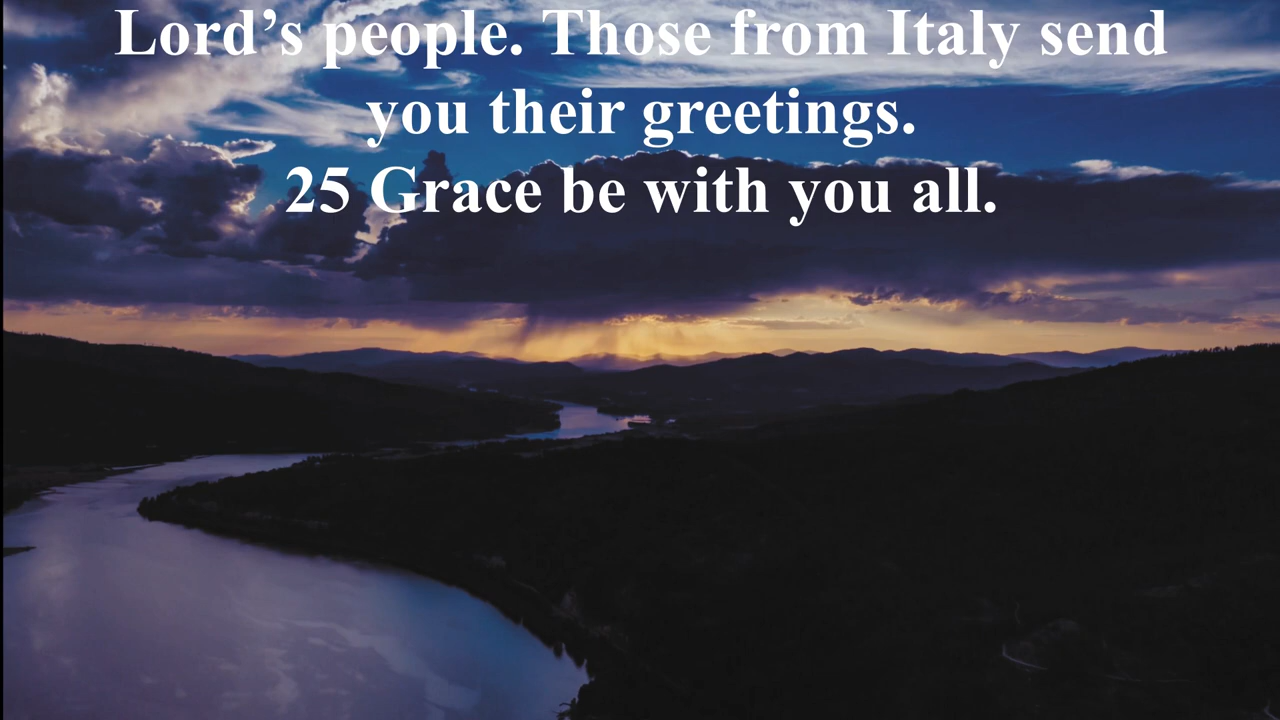 Lord’s people. Those from Italy send
you their greetings.
25 Grace be with you all.